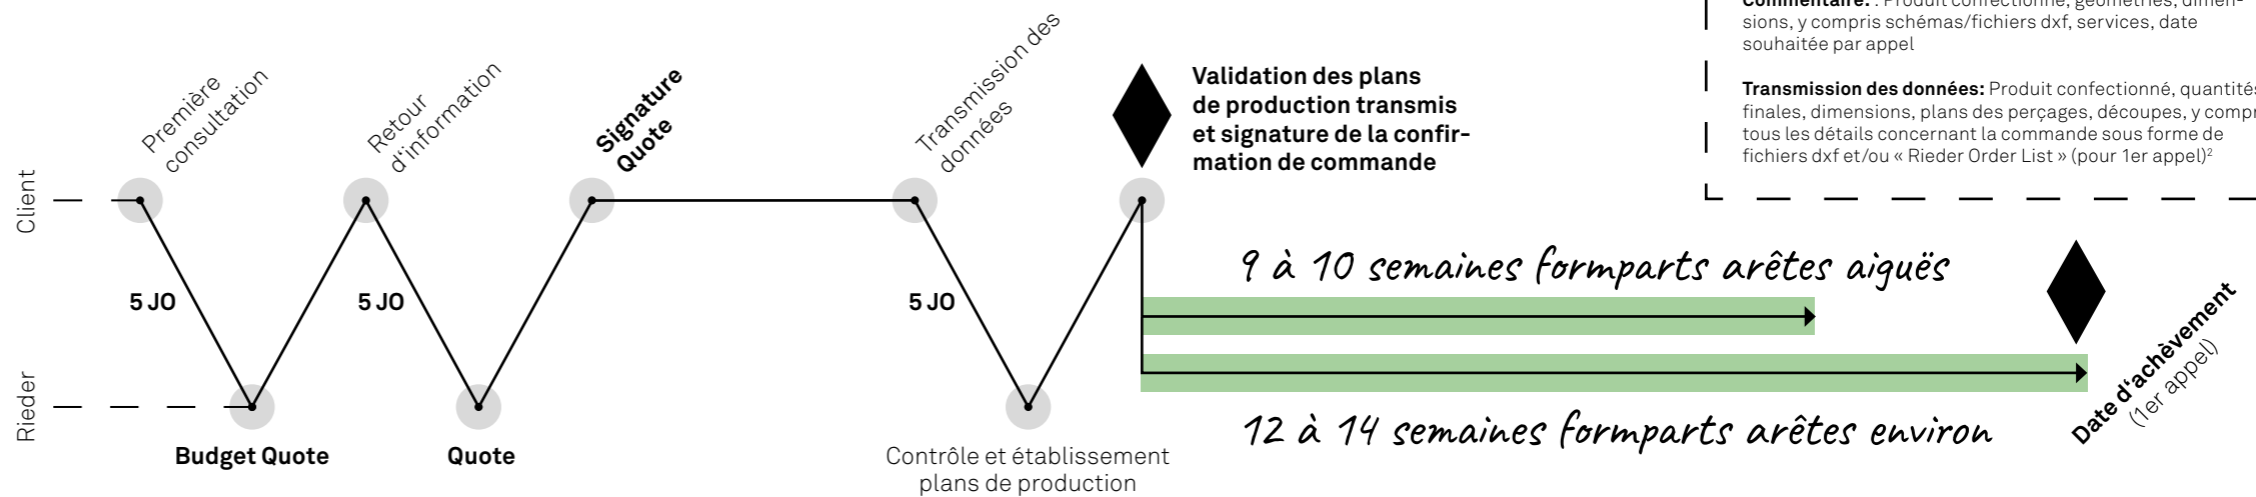 Commentaire: : Produit confectionné, géométries, dimen-
sions, y compris schémas/fichiers dxf, services, date
souhaitée par appel
Transmission des données: Produit confectionné, quantités
finales, dimensions, plans des perçages, découpes, y compr
tous les détails concernant la commande sous forme de
fichiers dxf et/ou « Rieder Order List » (pour 1er appel)²
Première
consultation
Retour
d‘information
Signature
Quote
Transmission des
données
Validation des plans
de production transmis
et signature de la confir-
mation de commande
Client
5 JO
5 JO
5 JO
9 à 10 semaines formparts arêtes aiguës
12 à 14 semaines formparts arêtes environ
Date d‘achèvement
(1er appel)
Rieder
Budget Quote
Quote
Contrôle et établissement
plans de production